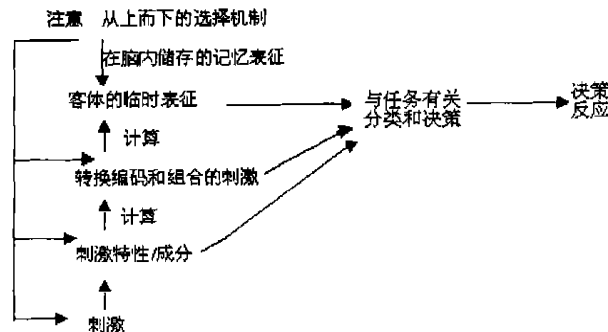 注意 从上而下的选择机制
在脑内储存的记忆表征
客体的临时表征
与任务有关
分类和决策
决策
反应
计算
转换编码和组合的刺激
计算
刺激特性/成分
刺激